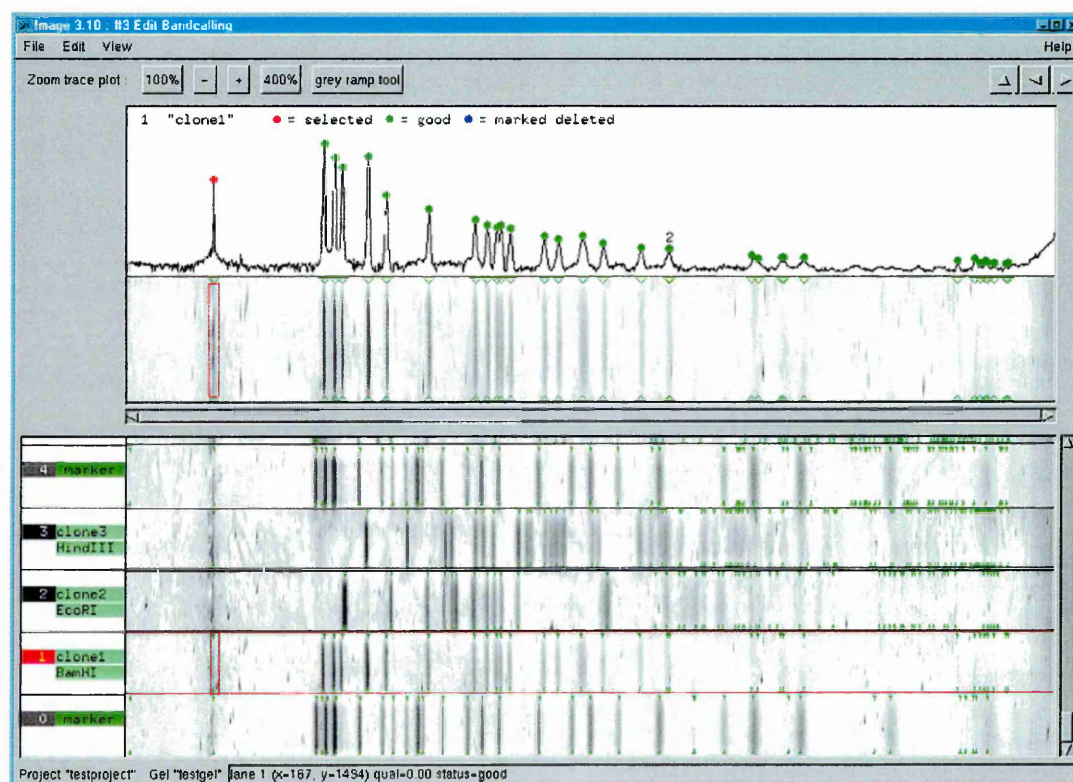 Image 3.10 : #3 Edit Bandcalling
File Edit View Help
Zoom trace plot : 100% - + 400% grey ramp tool
1 "clone1" = selected = good = marked deleted
2
4 marker
3 clone3
HindIII
2 clone2
EcoRI
1 clone1
BamHI
0 marker
Project "testproject" Gel "testgel" lane 1 (x=167, y=1494) qual=0.00 status=good